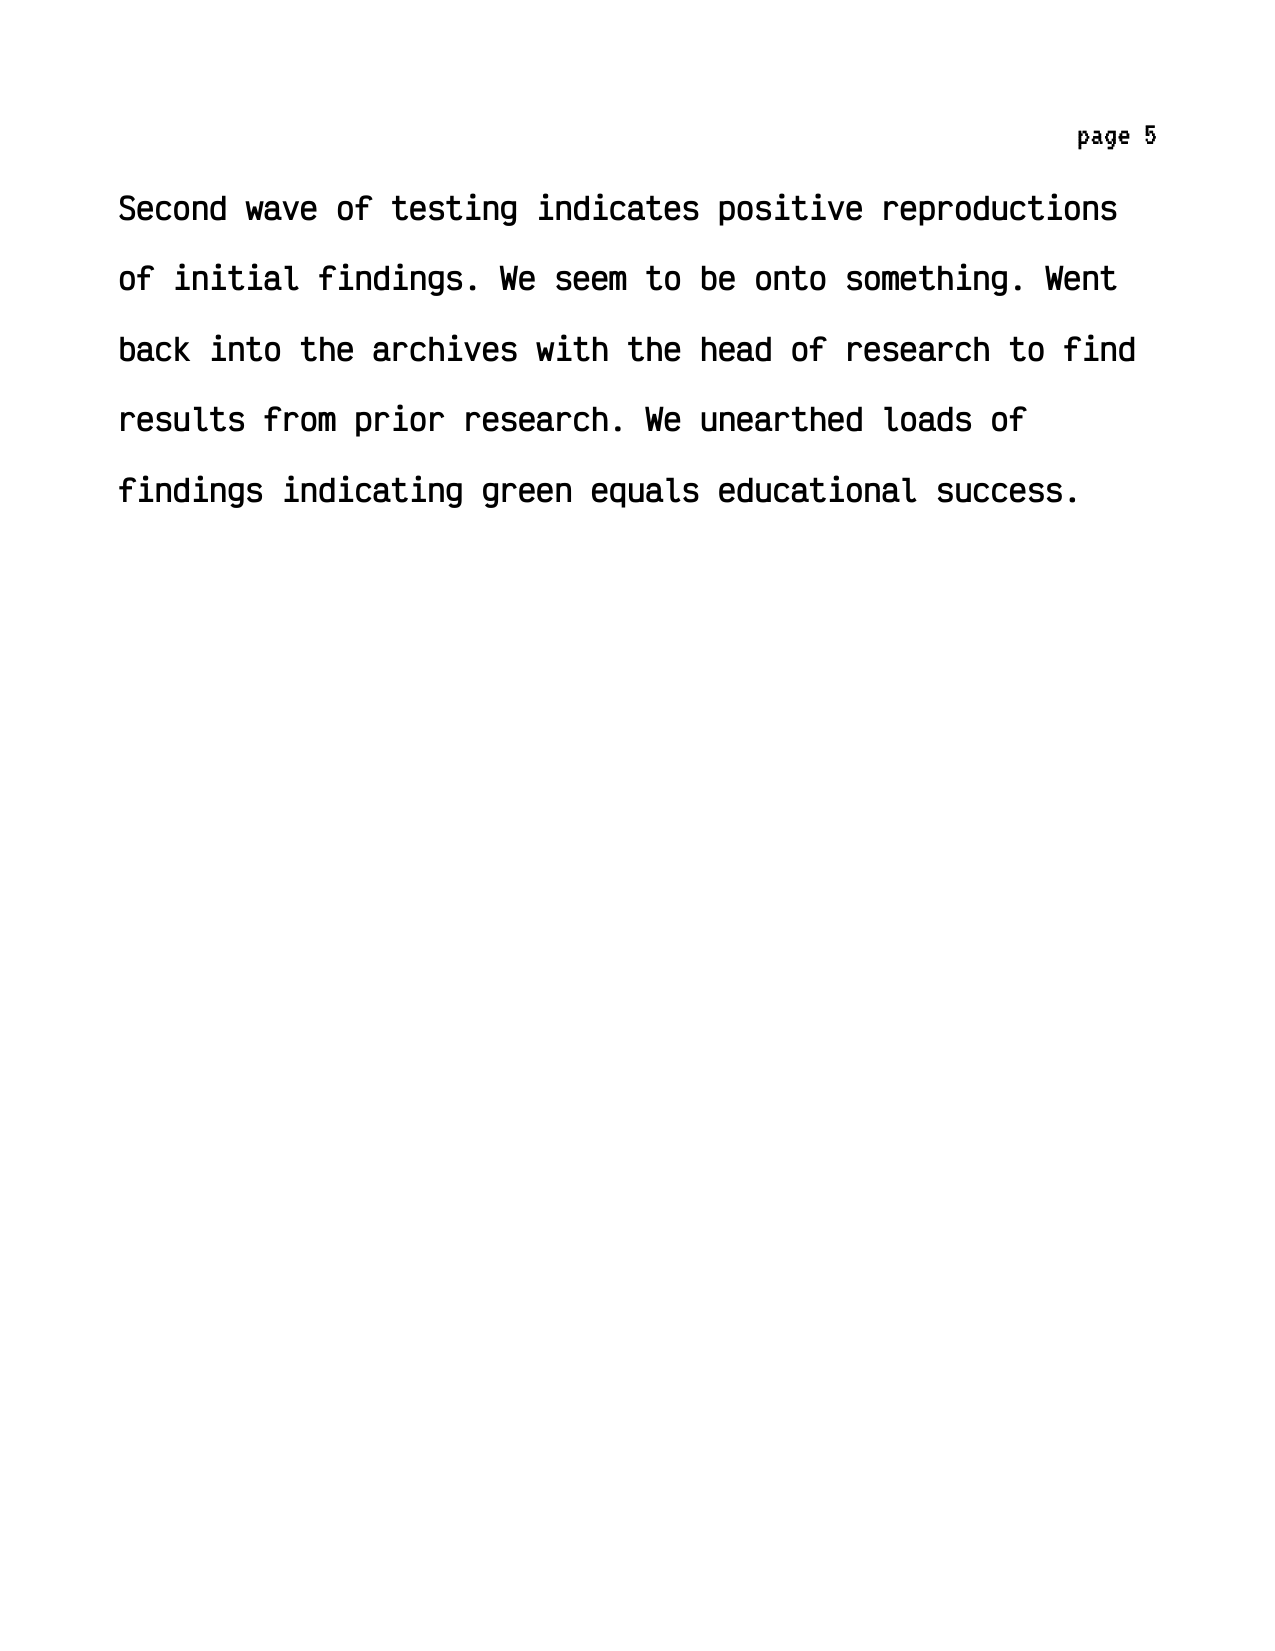 page 5
Second wave of testing indicates positive reproductions
of initial findings. We seem to be onto something. Went
back into the archives with the head of research to find
results from prior research. We unearthed loads of
findings indicating green equals educational success.